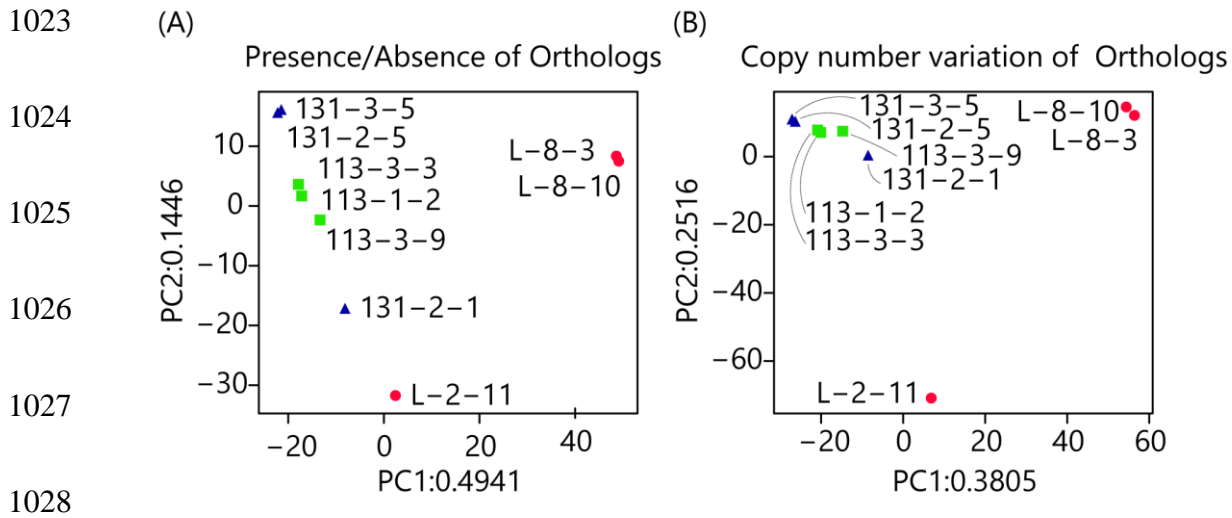 1023
1024
1025
1026
1027
1028
(A)
Presence/Absence of Orthologs
PC2:0.1446
10
0
−10
−20
−30
131−3−5
131−2−5
113−3−3
113−1−2
113−3−9
131−2−1
L−2−11
L−8−3
L−8−10
−20
0
20
40
PC1:0.4941
(B)
Copy number variation of Orthologs
PC2:0.2516
0
−20
−40
−60
131−3−5
131−2−5
113−3−9
131−2−1
113−1−2
113−3−3
L−8−10
L−8−3
L−2−11
−20
0
20
40
60
PC1:0.3805